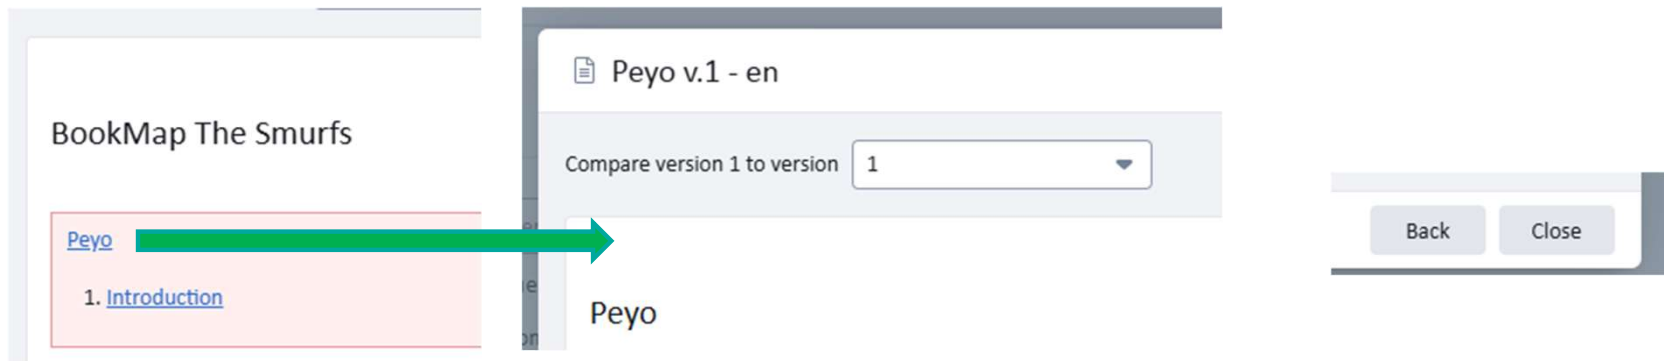 BookMap The Smurfs
Peyo
1. Introduction
Peyo v.1 - en
Compare version 1 to version 1
Peyo
Back
Close